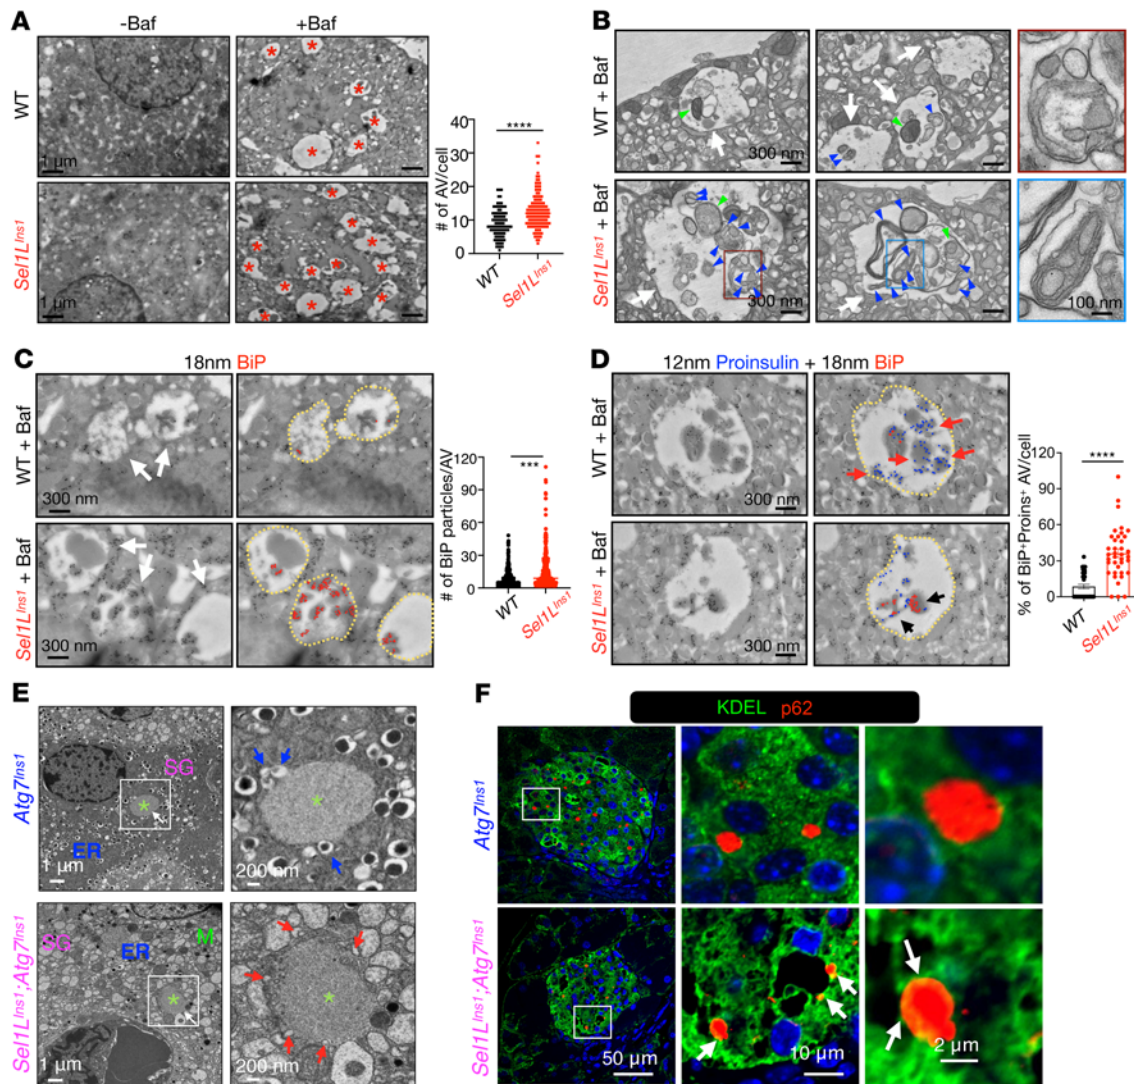 A
-Baf
+Baf
WT
1 µm
Sel1L^Ins1
1 µm
# of AV/cell
40
30
20
10
0
****
WT
Sel1L^Ins1
B
WT + Baf
300 nm
Sel1L^Ins1 + Baf
300 nm
100 nm
C
18nm BiP
WT + Baf
300 nm
Sel1L^Ins1 + Baf
300 nm
# of BiP particles/AV
120
90
60
30
0
***
WT
Sel1L^Ins1
D
12nm Proinsulin + 18nm BiP
WT + Baf
300 nm
Sel1L^Ins1 + Baf
300 nm
% of BiP⁺Proins⁺ AV/cell
120
90
60
30
0
****
WT
Sel1L^Ins1
E
Atg7^Ins1
SG
ER
1 µm
200 nm
Sel1L^Ins1;Atg7^Ins1
SG
ER
M
1 µm
200 nm
F
KDEL p62
Atg7^Ins1
Sel1L^Ins1;Atg7^Ins1
50 µm
10 µm
2 µm